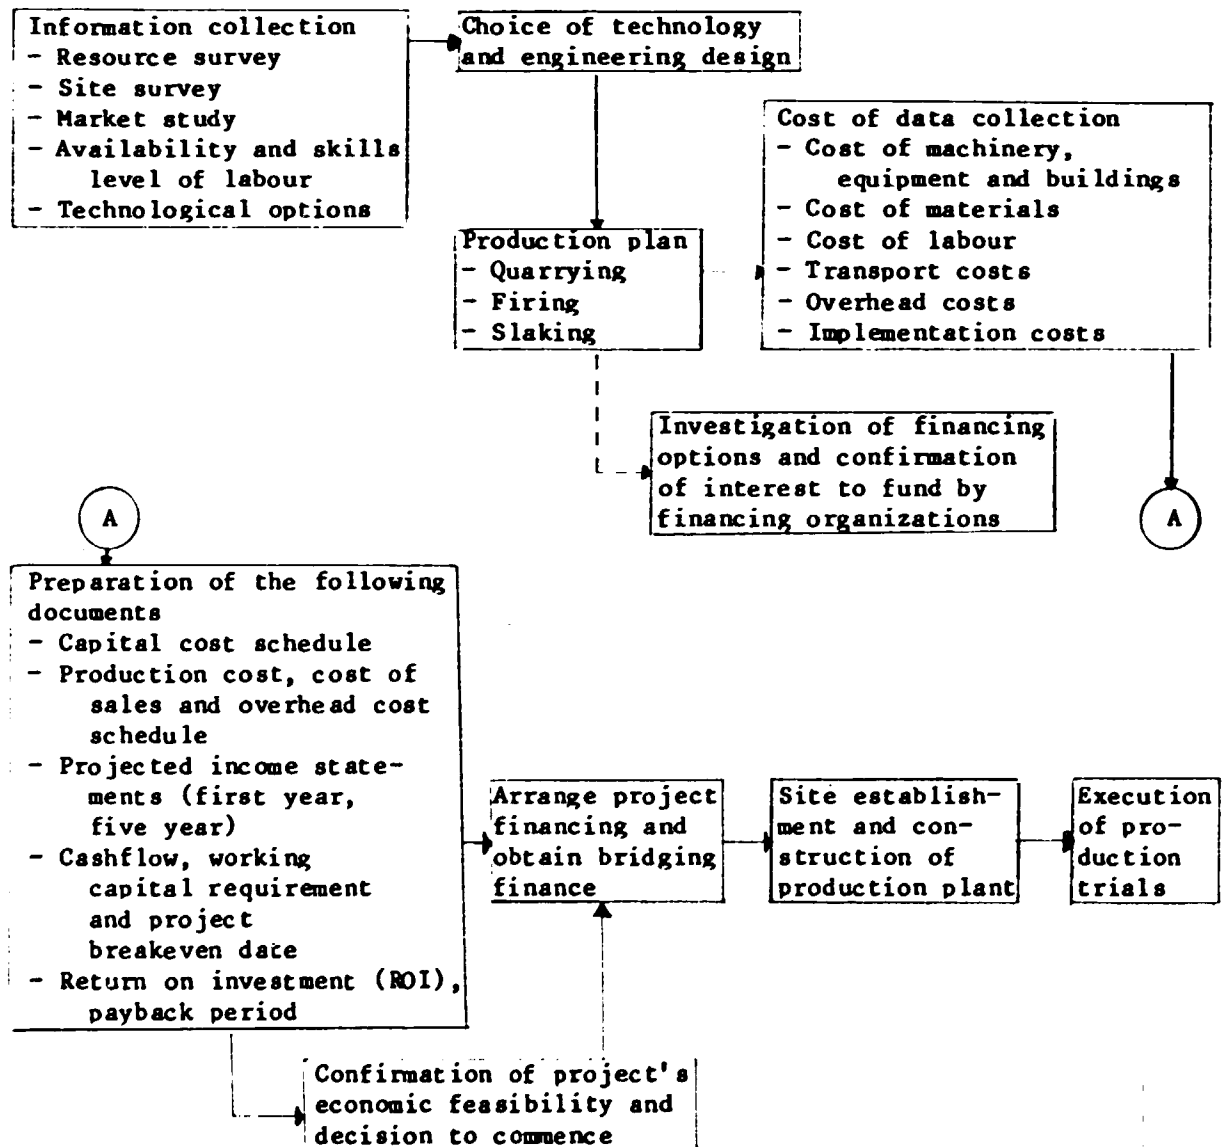 Information collection
- Resource survey
- Site survey
- Market study
- Availability and skills
level of labour
- Technological options
Choice of technology
and engineering design
Production plan
- Quarrying
- Firing
- Slaking
Cost of data collection
- Cost of machinery,
equipment and buildings
- Cost of materials
- Cost of labour
- Transport costs
- Overhead costs
- Implementation costs
Investigation of financing
options and confirmation
of interest to fund by
financing organizations
A
A
Preparation of the following
documents
- Capital cost schedule
- Production cost, cost of
sales and overhead cost
schedule
- Projected income state-
ments (first year,
five year)
- Cashflow, working
capital requirement
and project
breakeven date
- Return on investment (ROI),
payback period
Confirmation of project's
economic feasibility and
decision to commence
Arrange project
financing and
obtain bridging
finance
Site establish-
ment and con-
struction of
production plant
Execution
of pro-
duction
trials